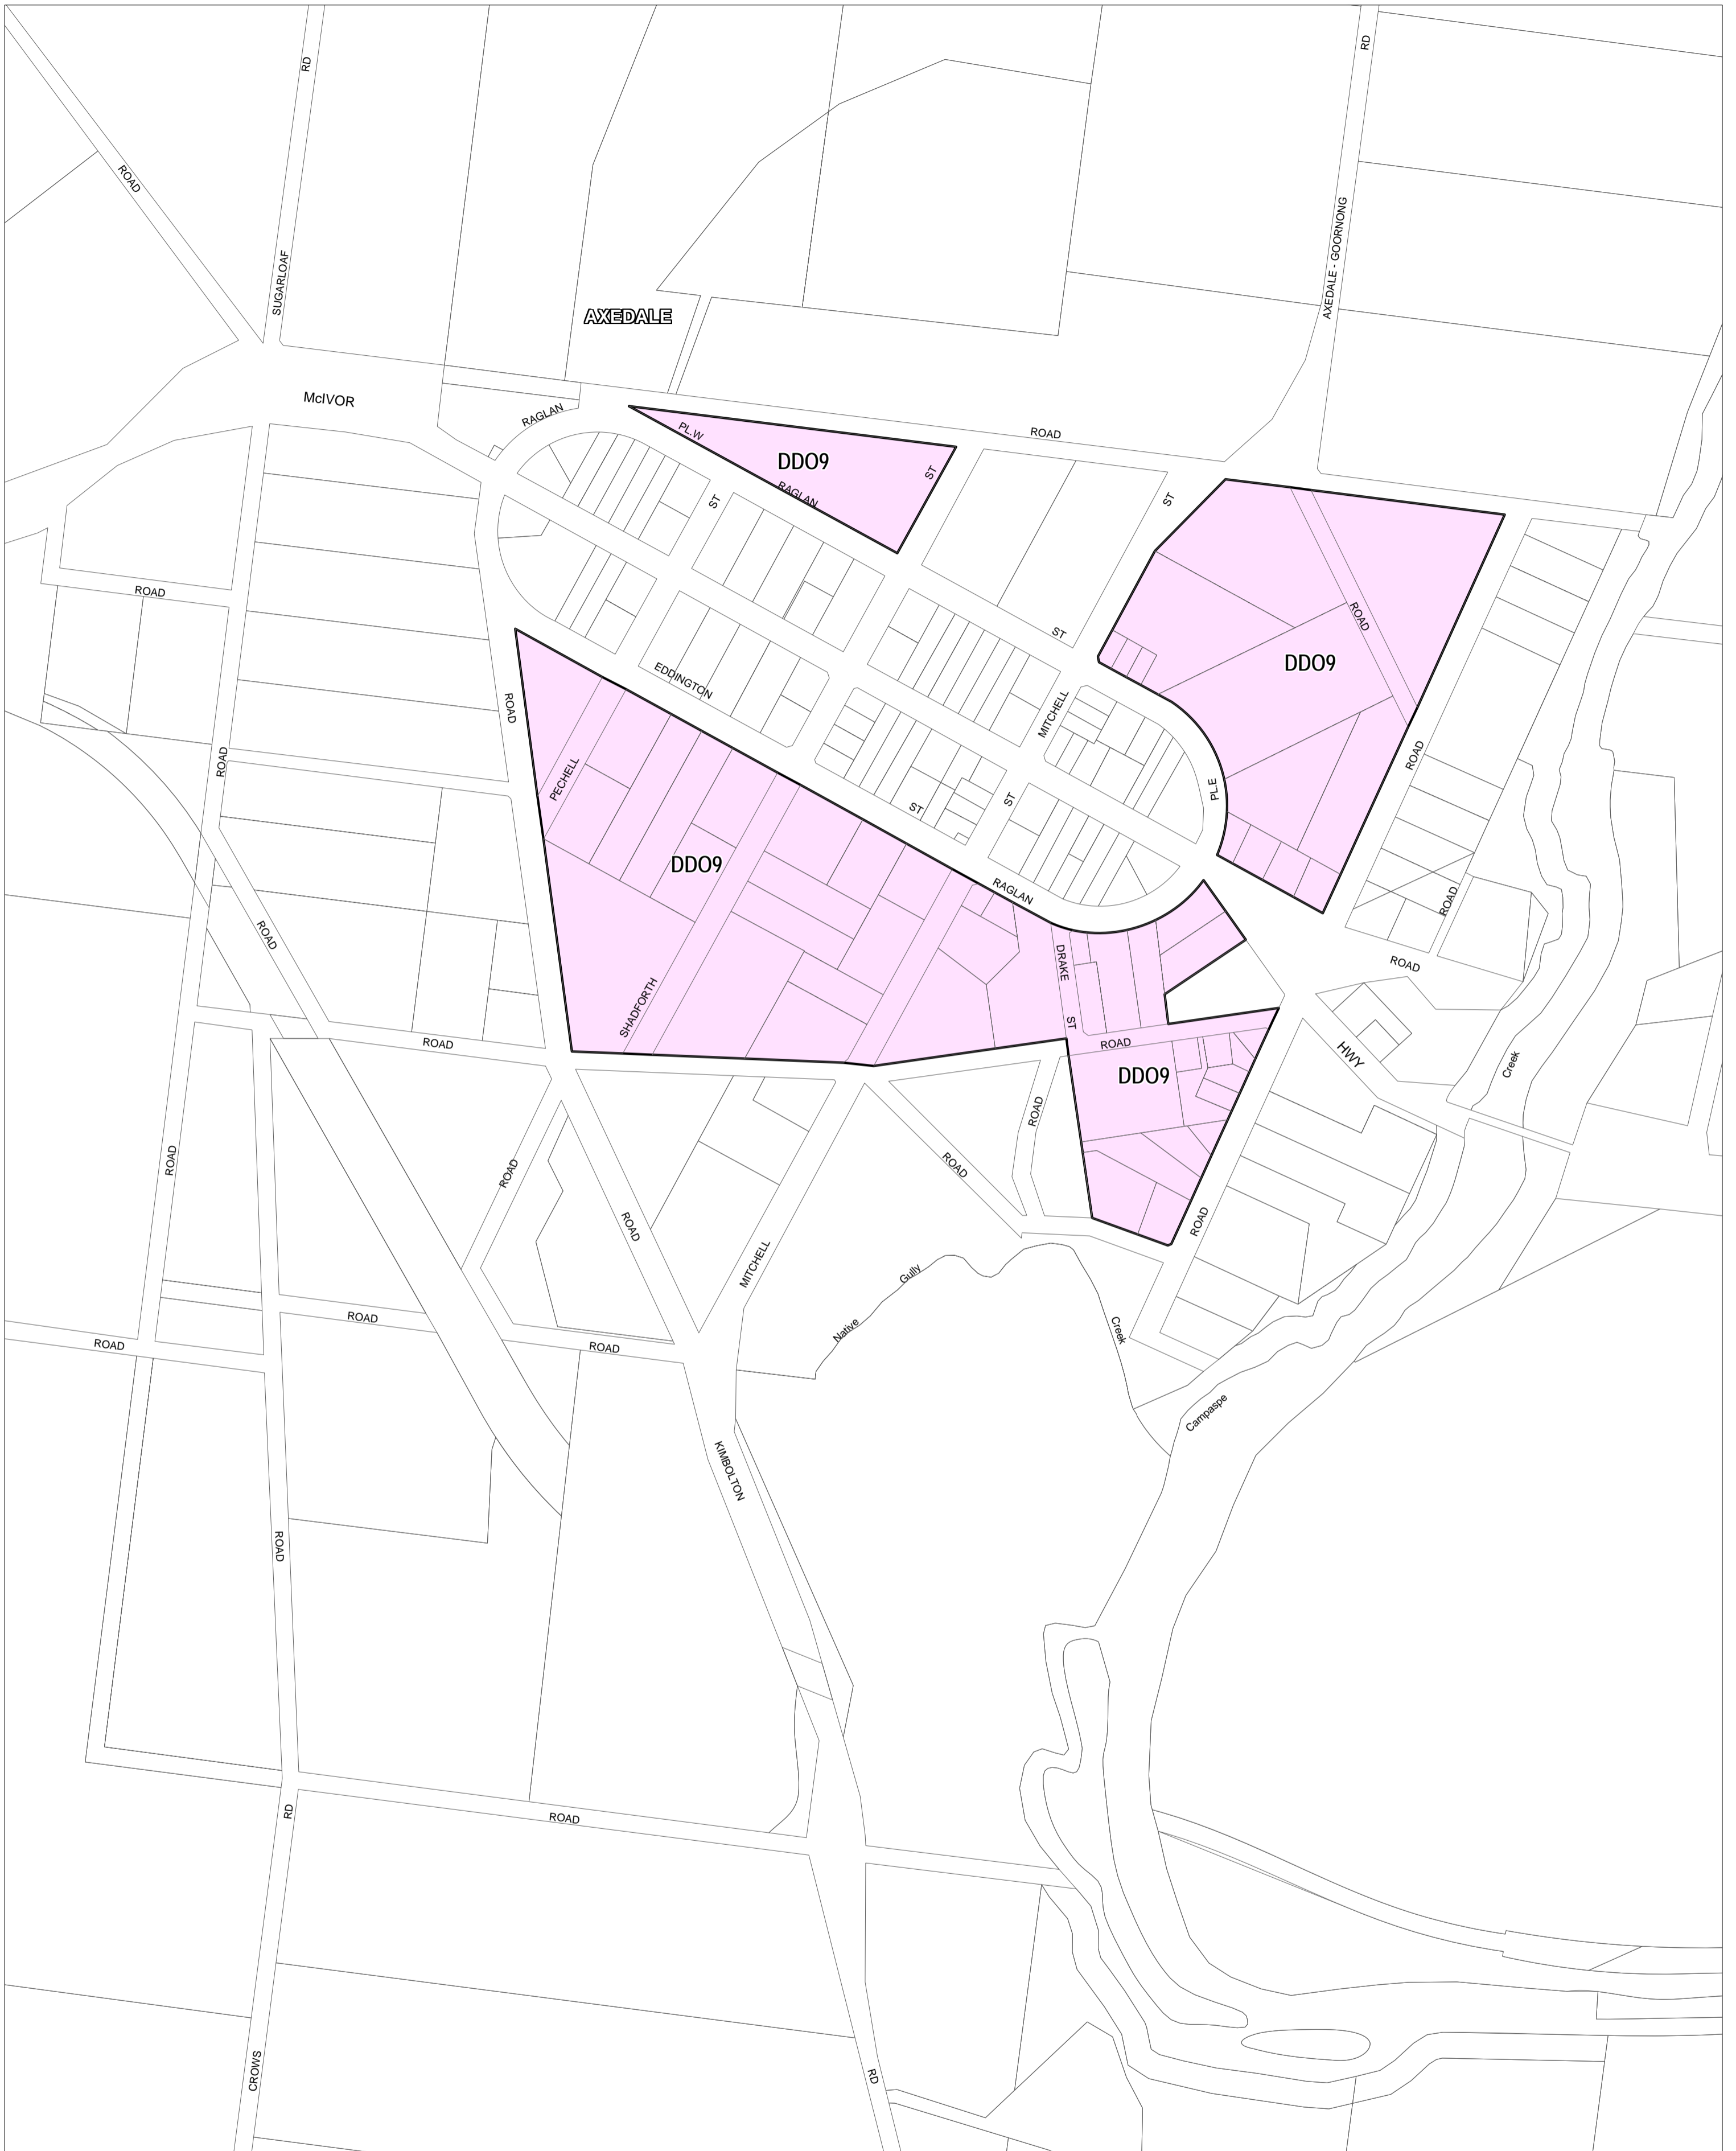 RD
RD
ROAD
AXEDALE - GOORNONG
SUGARLOAF
AXEDALE
McIVOR
RAGLAN
PL.W
ROAD
DDO9
ST
RAGLAN
ST
ST
ROAD
ROAD
ST
DDO9
EDDINGTON
ROAD
MITCHELL
ROAD
ROAD
PECHELL
PL.E
ST
ST
DDO9
RAGLAN
ROAD
ROAD
DRAKE
ROAD
SHADFORTH
ST
ROAD
ROAD
HWY
Creek
DDO9
ROAD
ROAD
ROAD
ROAD
ROAD
ROAD
MITCHELL
Gully
Native
Creek
ROAD
ROAD
ROAD
Campaspe
KIMBOLTON
ROAD
RD
ROAD
CROWS
RD